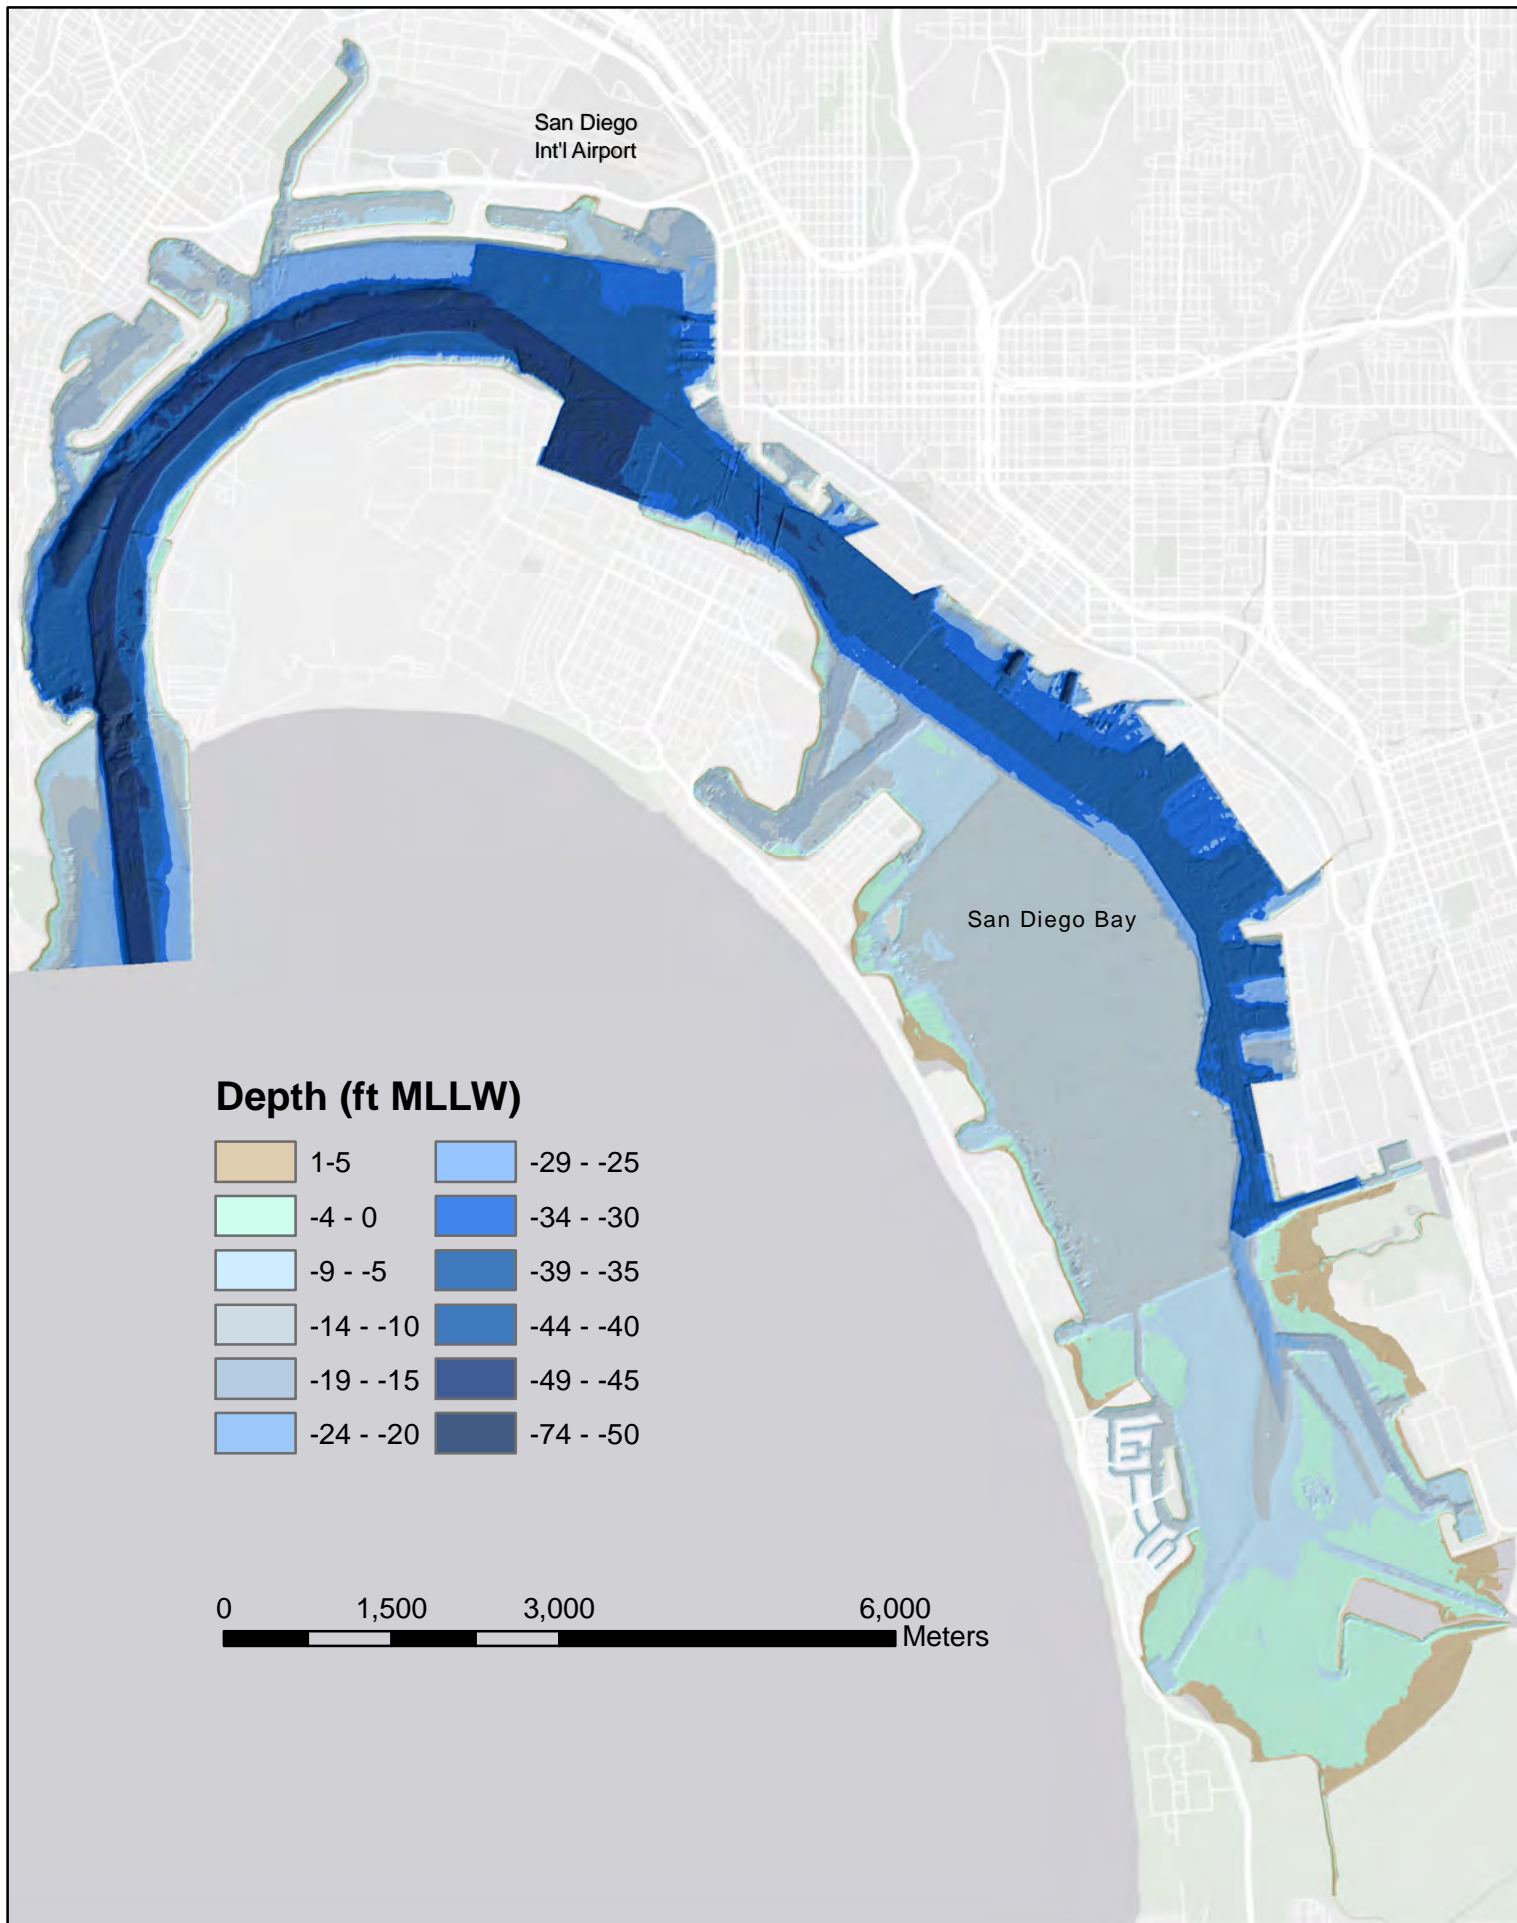 San Diego
Int'l Airport
San Diego Bay
Depth (ft MLLW)
1-5
-4 - 0
-9 - -5
-14 - -10
-19 - -15
-24 - -20
-29 - -25
-34 - -30
-39 - -35
-44 - -40
-49 - -45
-74 - -50
0 1,500 3,000 6,000
Meters